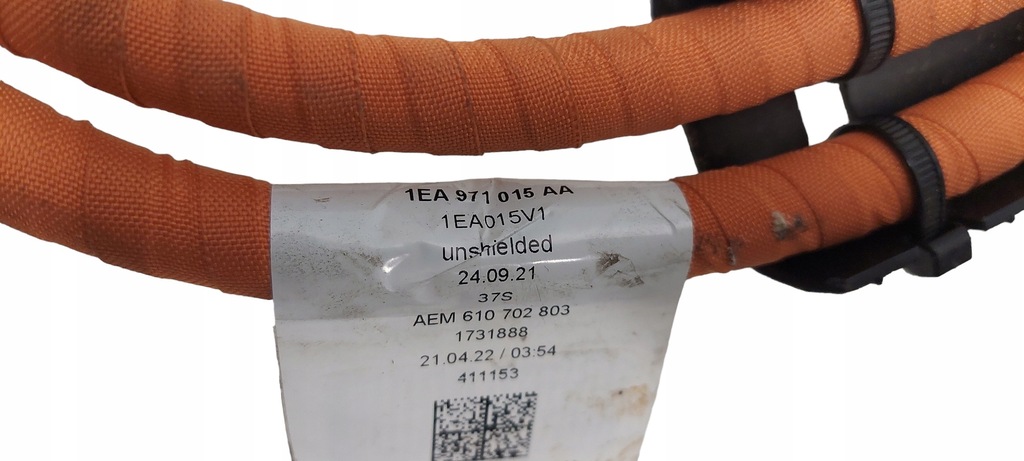 1EA 971 015 AA
1EA015V1
unshielded
24.09.21
37S
AEM 610 702 803
1731888
21.04.22 / 03:54
411153